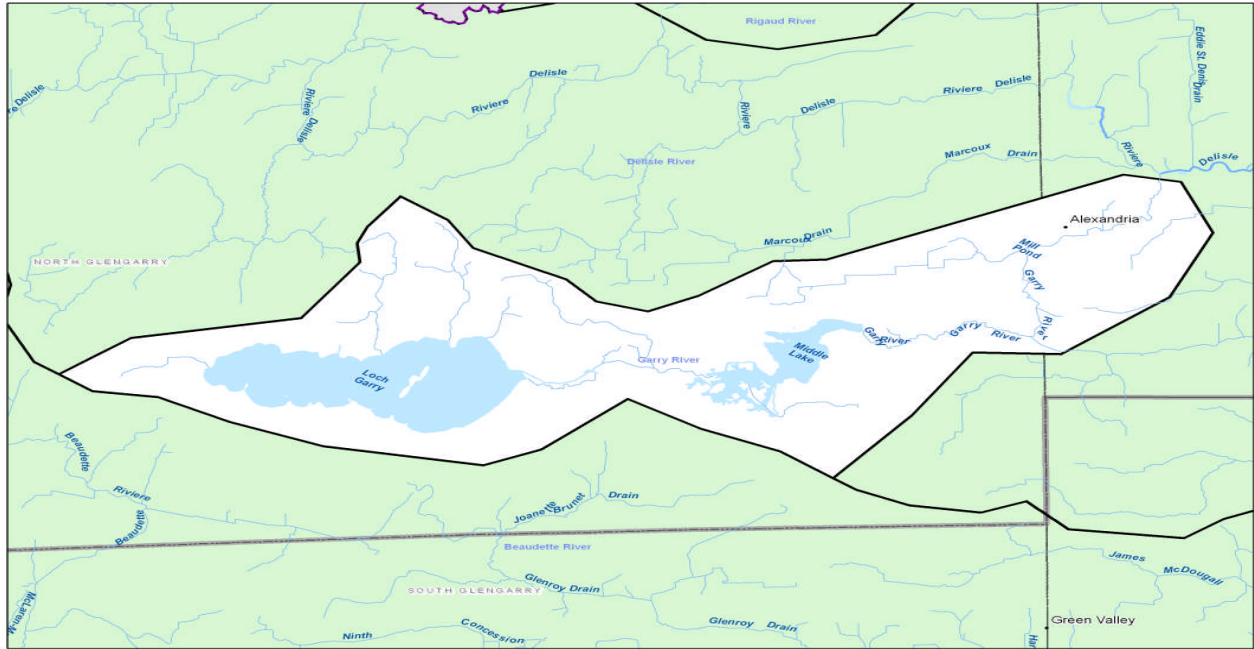 Rigaud River
Eddie St. Denis
Drain
Delisle
Riviere
Riviere Delisle
Riviere
Delisle
Riviere Delisle
re Delisle
Delisle River
Marcoux Drain
Riviere
Delisle
Alexandria
Marcoux Drain
Mill
Pond
NORTH GLENGARRY
Garry
River
Garry
River
Garry
River
Middle
Lake
Garry River
Loch
Garry
Beaudette
Riviere
Beaudette
Joanette
Brunet
Drain
Beaudette River
James
McDougall
Glenroy Drain
SOUTH GLENGARRY
McLaren-M
Ninth
Concession
Glenroy Drain
Green Valley
Har